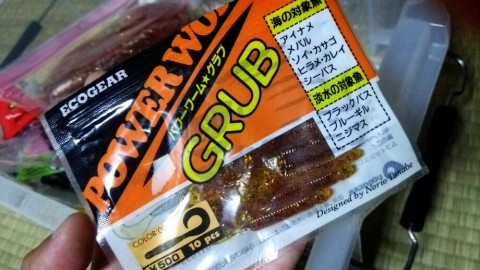 ECOGEAR
POWER WO
パワーワーム★グラブ
GRUB
海の対象魚
アイナメ
メバル
ソイ・カサゴ
ヒラメ・カレイ
シーバス
淡水の対象魚
ブラックバス
ブルーギル
ニジマス
Designed by Norio Tanabe
COLOR
¥500 10 pcs